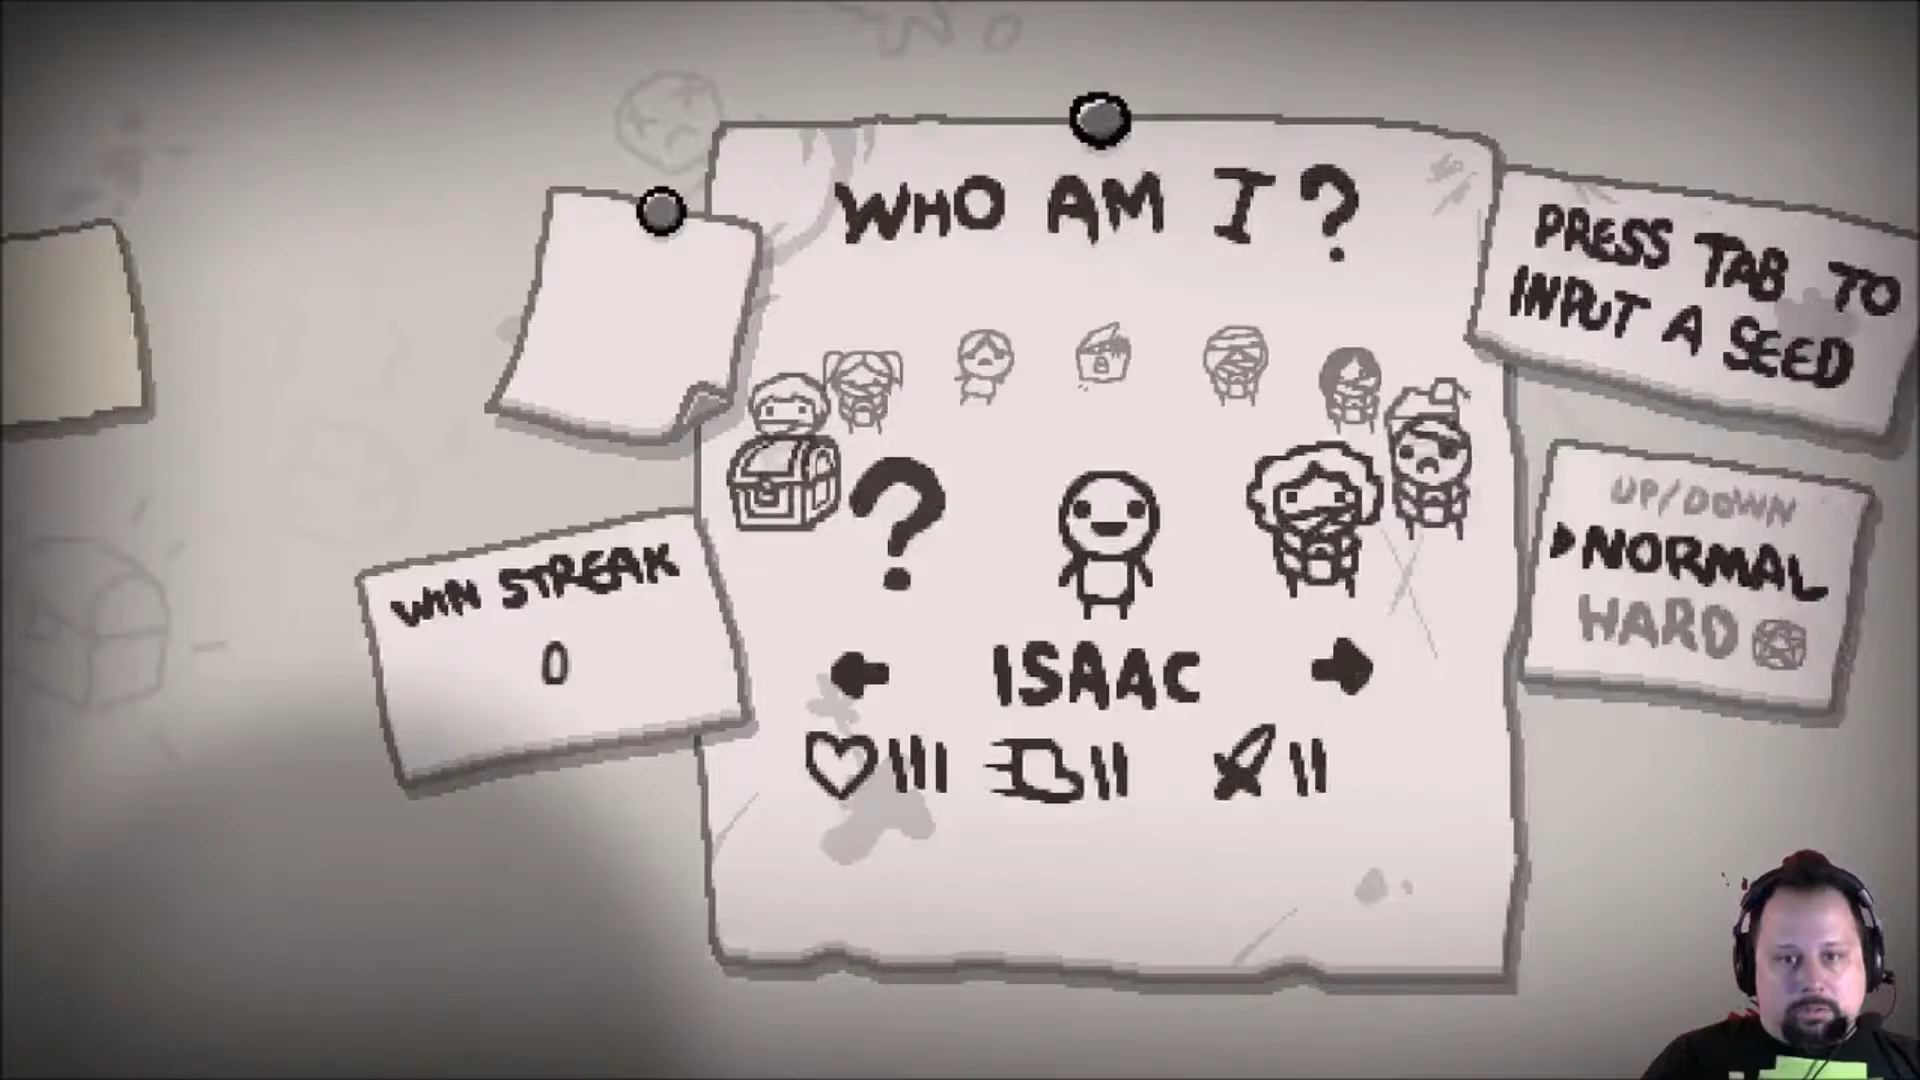 WHO AM I?
PRESS TAB TO
INPUT A SEED
UP/DOWN
NORMAL
HARD
WIN STREAK
0
?
ISAAC